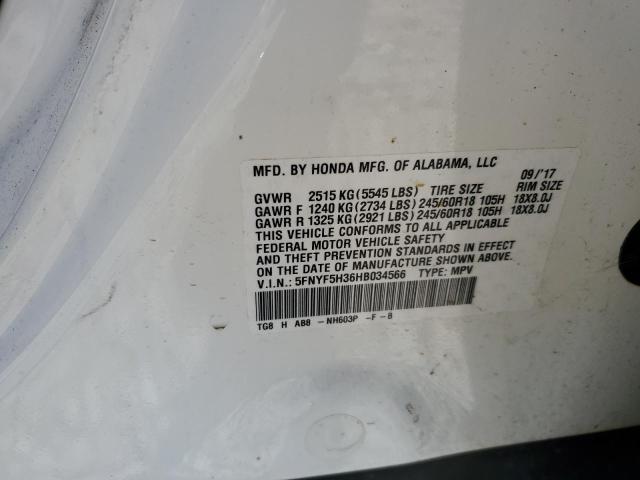 MFD. BY HONDA MFG. OF ALABAMA, LLC 09/'17
GVWR 2515 KG (5545 LBS) TIRE SIZE RIM SIZE
GAWR F 1240 KG (2734 LBS) 245/60R18 105H 18X8.0J
GAWR R 1325 KG (2921 LBS) 245/60R18 105H 18X8.0J
THIS VEHICLE CONFORMS TO ALL APPLICABLE
FEDERAL MOTOR VEHICLE SAFETY
AND THEFT PREVENTION STANDARDS IN EFFECT
ON THE DATE OF MANUFACTURE SHOWN ABOVE.
V.I.N.: 5FNYF5H36HB034566 TYPE: MPV
TG8 H AB8 -NH603P -F-B